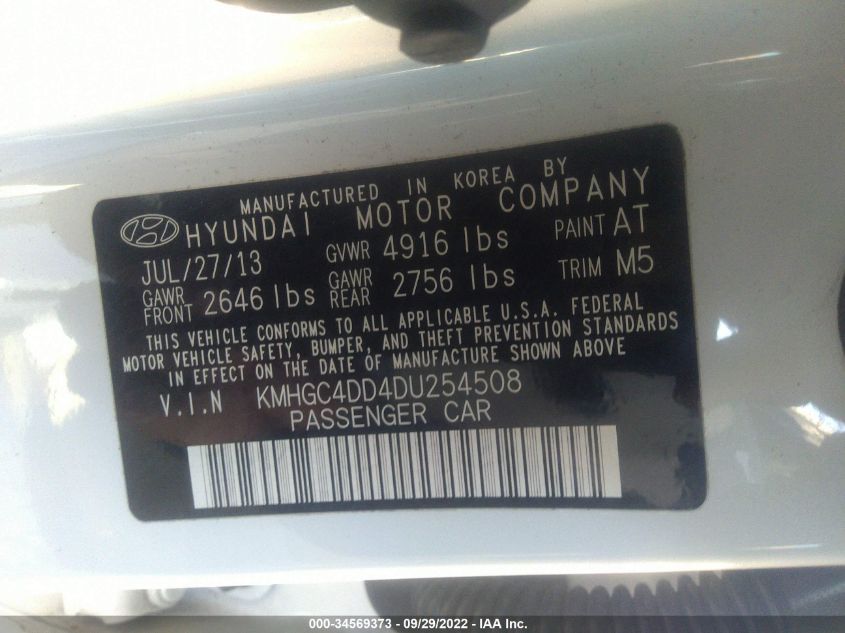 MANUFACTURED IN KOREA BY
HYUNDAI MOTOR COMPANY
JUL/27/13 GVWR 4916 lbs PAINT AT
GAWR FRONT 2646 lbs GAWR REAR 2756 lbs TRIM M5
THIS VEHICLE CONFORMS TO ALL APPLICABLE U.S.A. FEDERAL
MOTOR VEHICLE SAFETY, BUMPER, AND THEFT PREVENTION STANDARDS
IN EFFECT ON THE DATE OF MANUFACTURE SHOWN ABOVE
V.I.N KMHGC4DD4DU254508
PASSENGER CAR
000-34569373 - 09/29/2022 - IAA Inc.